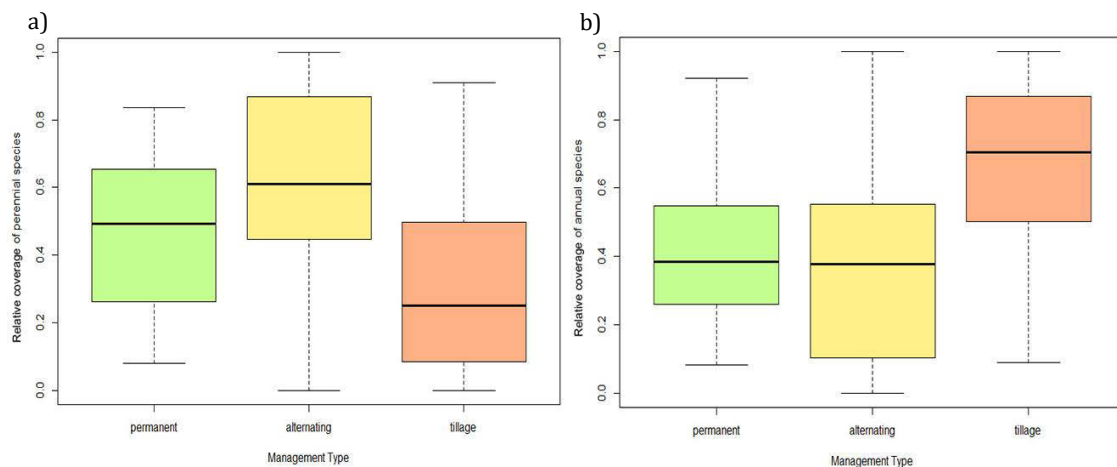 a)
Relative coverage of perennial species
1.0
0.8
0.6
0.4
0.2
0.0
permanent alternating tillage
Management Type
b)
Relative coverage of annual species
1.0
0.8
0.6
0.4
0.2
0.0
permanent alternating tillage
Management Type